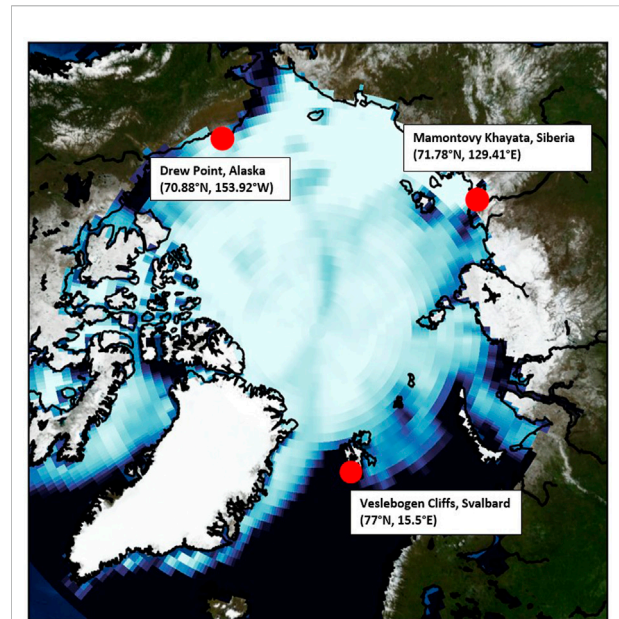 Mamontovy Khayata, Siberia
(71.78°N, 129.41°E)
Drew Point, Alaska
(70.88°N, 153.92°W)
Veslebogen Cliffs, Svalbard
(77°N, 15.5°E)